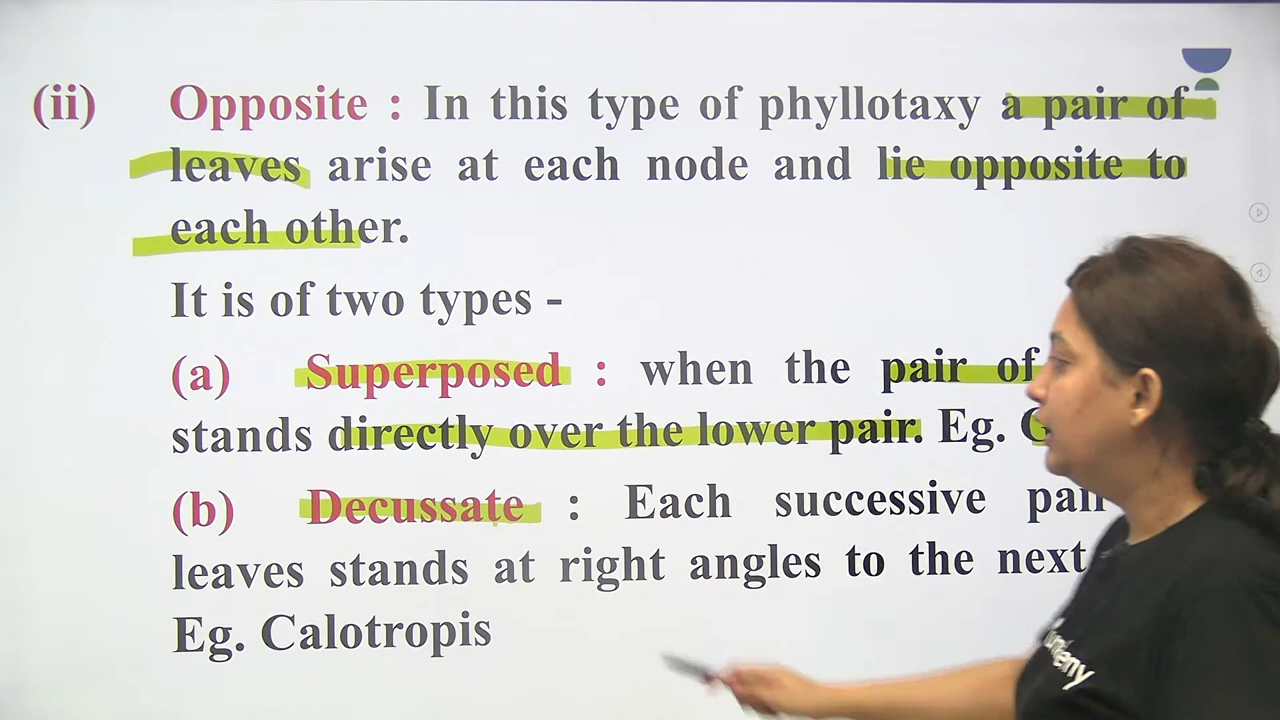 (ii) Opposite : In this type of phyllotaxy a pair of
leaves arise at each node and lie opposite to
each other.
It is of two types -
(a) Superposed : when the pair of
stands directly over the lower pair. Eg.
(b) Decussate : Each successive
leaves stands at right angles to the next
Eg. Calotropis